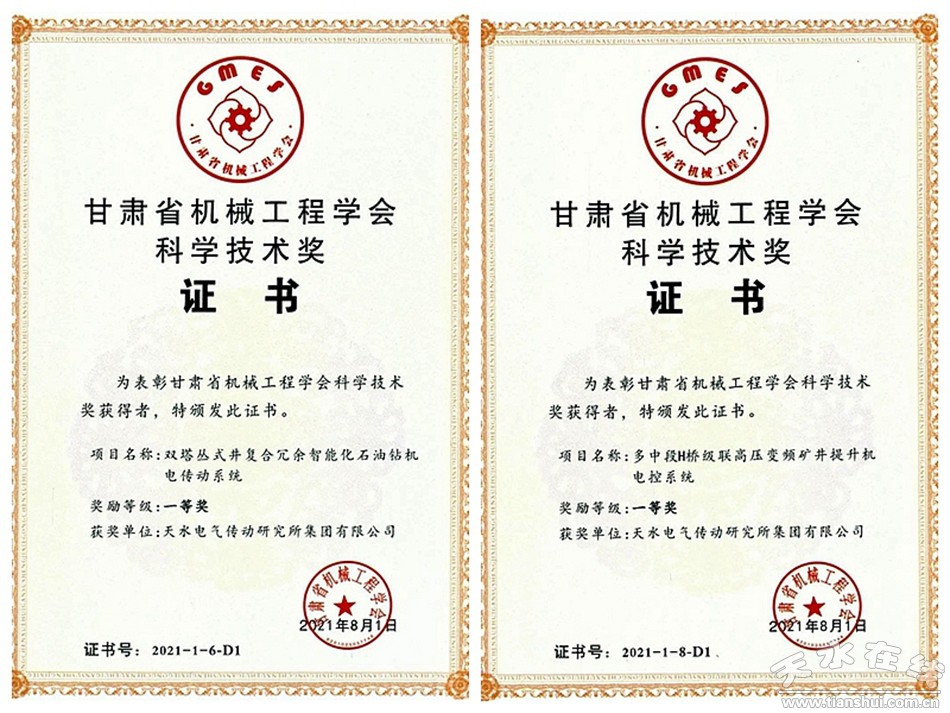 GMES
·甘肃省机械工程学会·
甘肃省机械工程学会
科学技术奖
证 书
为表彰甘肃省机械工程学会科学技术
奖获得者，特颁发此证书。
项目名称:双塔丛式井复合冗余智能化石油钻机
电传动系统
奖励等级:一等奖
获奖单位:天水电气传动研究所集团有限公司
甘肃省机械工程学会
2021年8月1日
证书号：2021-1-6-D1
GMES
·甘肃省机械工程学会·
甘肃省机械工程学会
科学技术奖
证 书
为表彰甘肃省机械工程学会科学技术
奖获得者，特颁发此证书。
项目名称:多中段H桥级联高压变频矿井提升机
电控系统
奖励等级:一等奖
获奖单位:天水电气传动研究所集团有限公司
甘肃省机械工程学会
2021年8月1日
证书号：2021-1-8-D1
天水在线
www.tianshui.com.cn